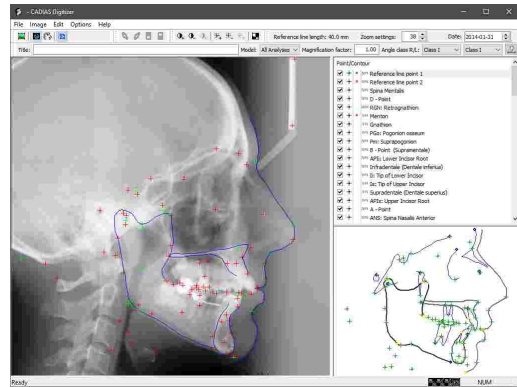 - CADIAS Digitizer
File Image Edit Options Help
Reference line length: 40.0 mm Zoom settings: 38 Date: 2014-01-31
Title: Model: All Analyses Magnification factor: 1.00 Angle class R/L: Class I Class I
Point/Contour
Reference line point 1
Reference line point 2
Spina Mentalis
D - Point
RGN: Retrognathion
Menton
Gnathion
PGo: Pogonion osseum
Pm: Suprapogonion
B - Point (Supramentale)
APIi: Lower Incisor Root
Infradentale (Dentale inferius)
Ii: Tip of Lower Incisor
Is: Tip of Upper Incisor
Supradentale (Dentale superius)
APIs: Upper Incisor Root
A - Point
ANS: Spina Nasalis Anterior
Ready NUM